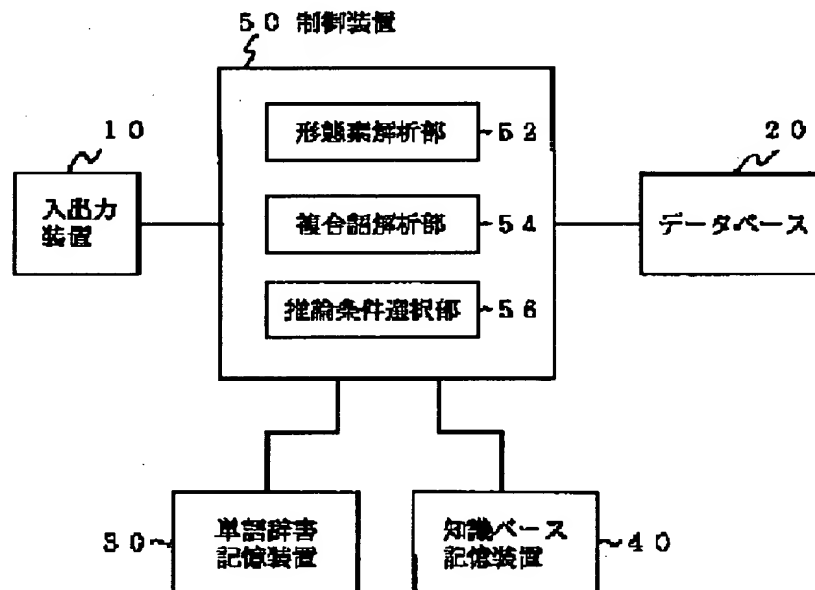 ５０ 制御装置
１０
形態素解析部
５２
２０
入出力
装置
複合語解析部
５４
データベース
推論条件選択部
５６
３０
単語辞書
記憶装置
知識ベース
記憶装置
４０